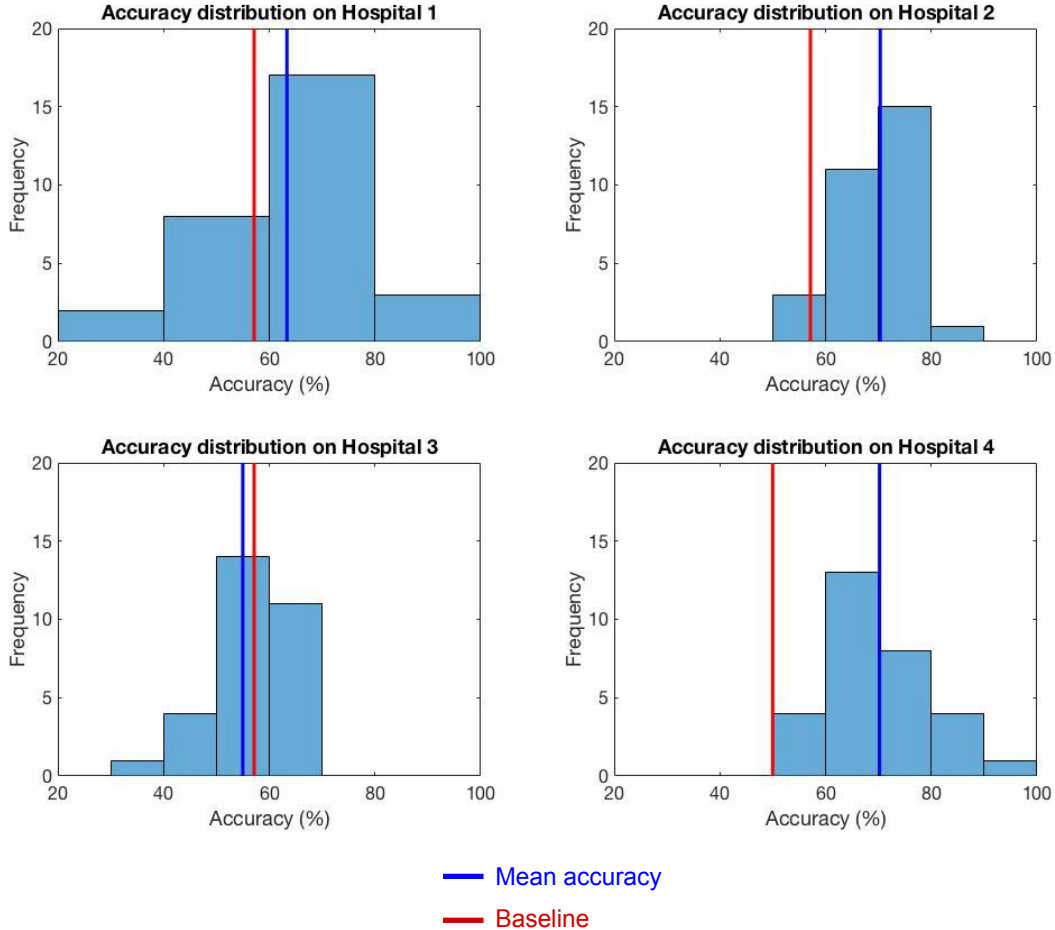 Accuracy distribution on Hospital 1
20
15
10
5
0
Frequency
20 40 60 80 100
Accuracy (%)
Accuracy distribution on Hospital 2
20
15
10
5
0
Frequency
20 40 60 80 100
Accuracy (%)
Accuracy distribution on Hospital 3
20
15
10
5
0
Frequency
20 40 60 80 100
Accuracy (%)
Accuracy distribution on Hospital 4
20
15
10
5
0
Frequency
20 40 60 80 100
Accuracy (%)
Mean accuracy
Baseline